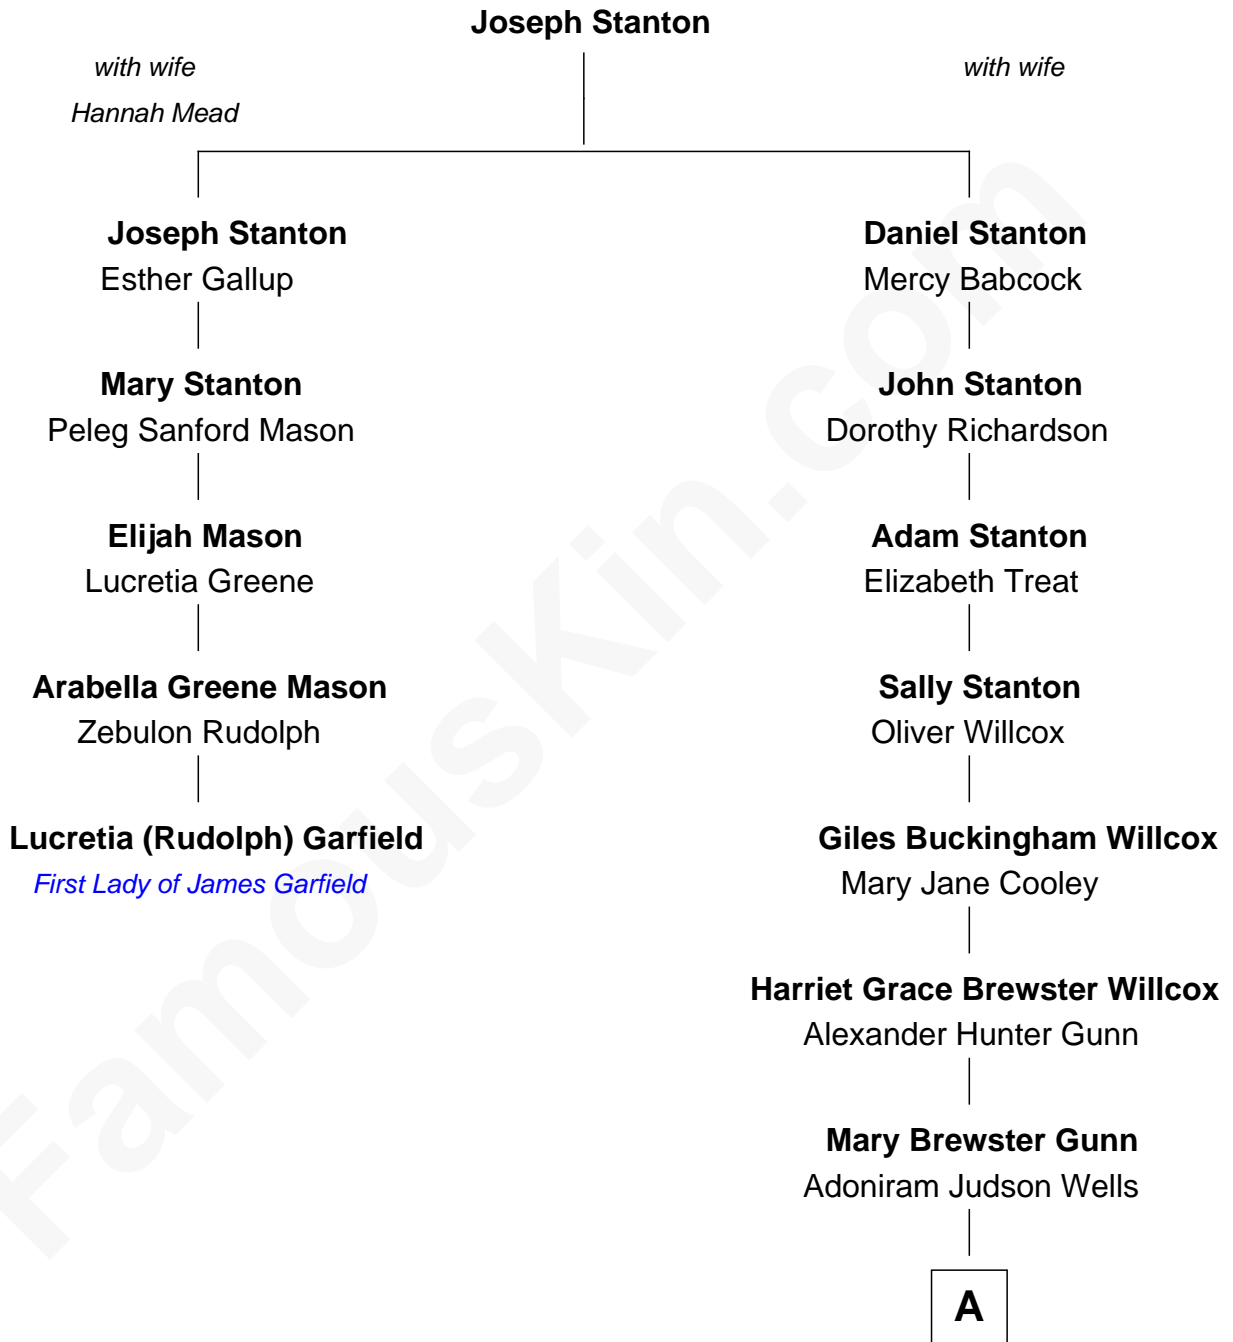 Joseph Stanton
with wife
Hannah Mead
with wife
Joseph Stanton
Esther Gallup
Daniel Stanton
Mercy Babcock
Mary Stanton
Peleg Sanford Mason
John Stanton
Dorothy Richardson
Elijah Mason
Lucretia Greene
Adam Stanton
Elizabeth Treat
Arabella Greene Mason
Zebulon Rudolph
Sally Stanton
Oliver Willcox
Lucretia (Rudolph) Garfield
First Lady of James Garfield
Giles Buckingham Willcox
Mary Jane Cooley
Harriet Grace Brewster Willcox
Alexander Hunter Gunn
Mary Brewster Gunn
Adoniram Judson Wells
A
FamousKin.com